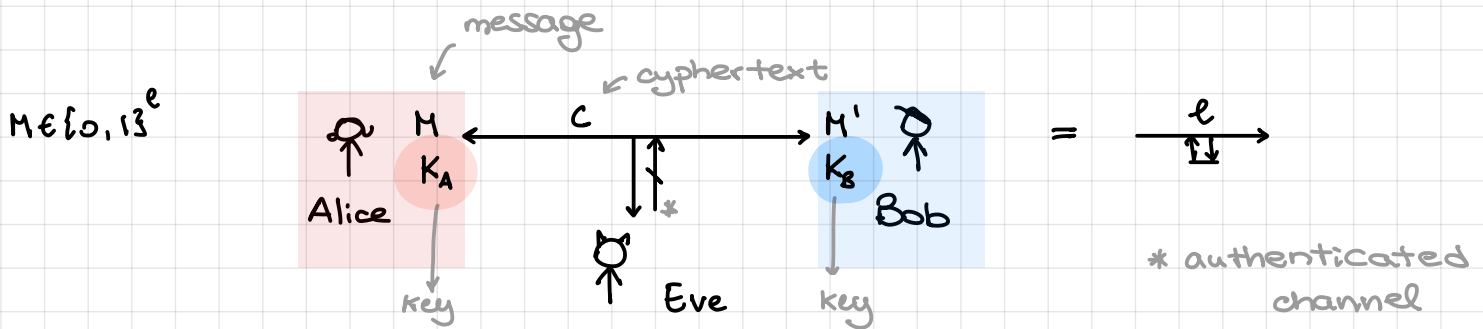 message
cyphertext
M∈{0,1}^ℓ
M C M' = ℓ
K_A K_B
Alice * Bob
* authenticated
channel
key Eve key